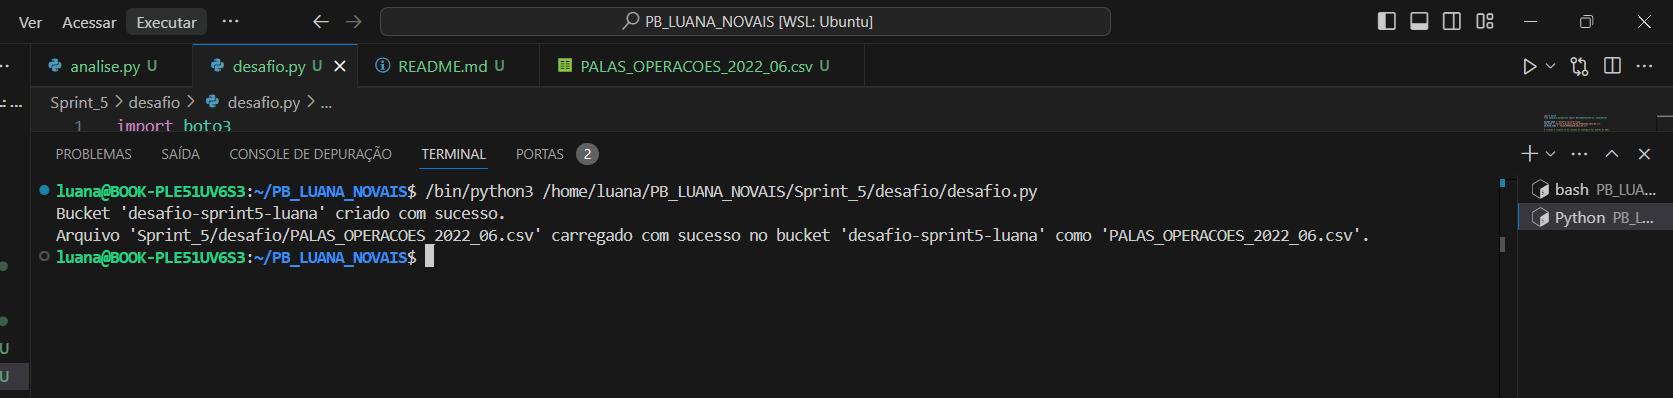 Ver Acessar Executar ··· PB_LUANA_NOVAIS [WSL: Ubuntu]
analise.py U desafio.py U README.md U PALAS_OPERACOES_2022_06.csv U
Sprint_5 > desafio > desafio.py > ...
1 import boto3
PROBLEMAS SAÍDA CONSOLE DE DEPURAÇÃO TERMINAL PORTAS 2
luana@BOOK-PLE51UV6S3:~/PB_LUANA_NOVAIS$ /bin/python3 /home/luana/PB_LUANA_NOVAIS/Sprint_5/desafio/desafio.py
Bucket 'desafio-sprint5-luana' criado com sucesso.
Arquivo 'Sprint_5/desafio/PALAS_OPERACOES_2022_06.csv' carregado com sucesso no bucket 'desafio-sprint5-luana' como 'PALAS_OPERACOES_2022_06.csv'.
luana@BOOK-PLE51UV6S3:~/PB_LUANA_NOVAIS$
bash PB_LUA...
Python PB_L...
U
U